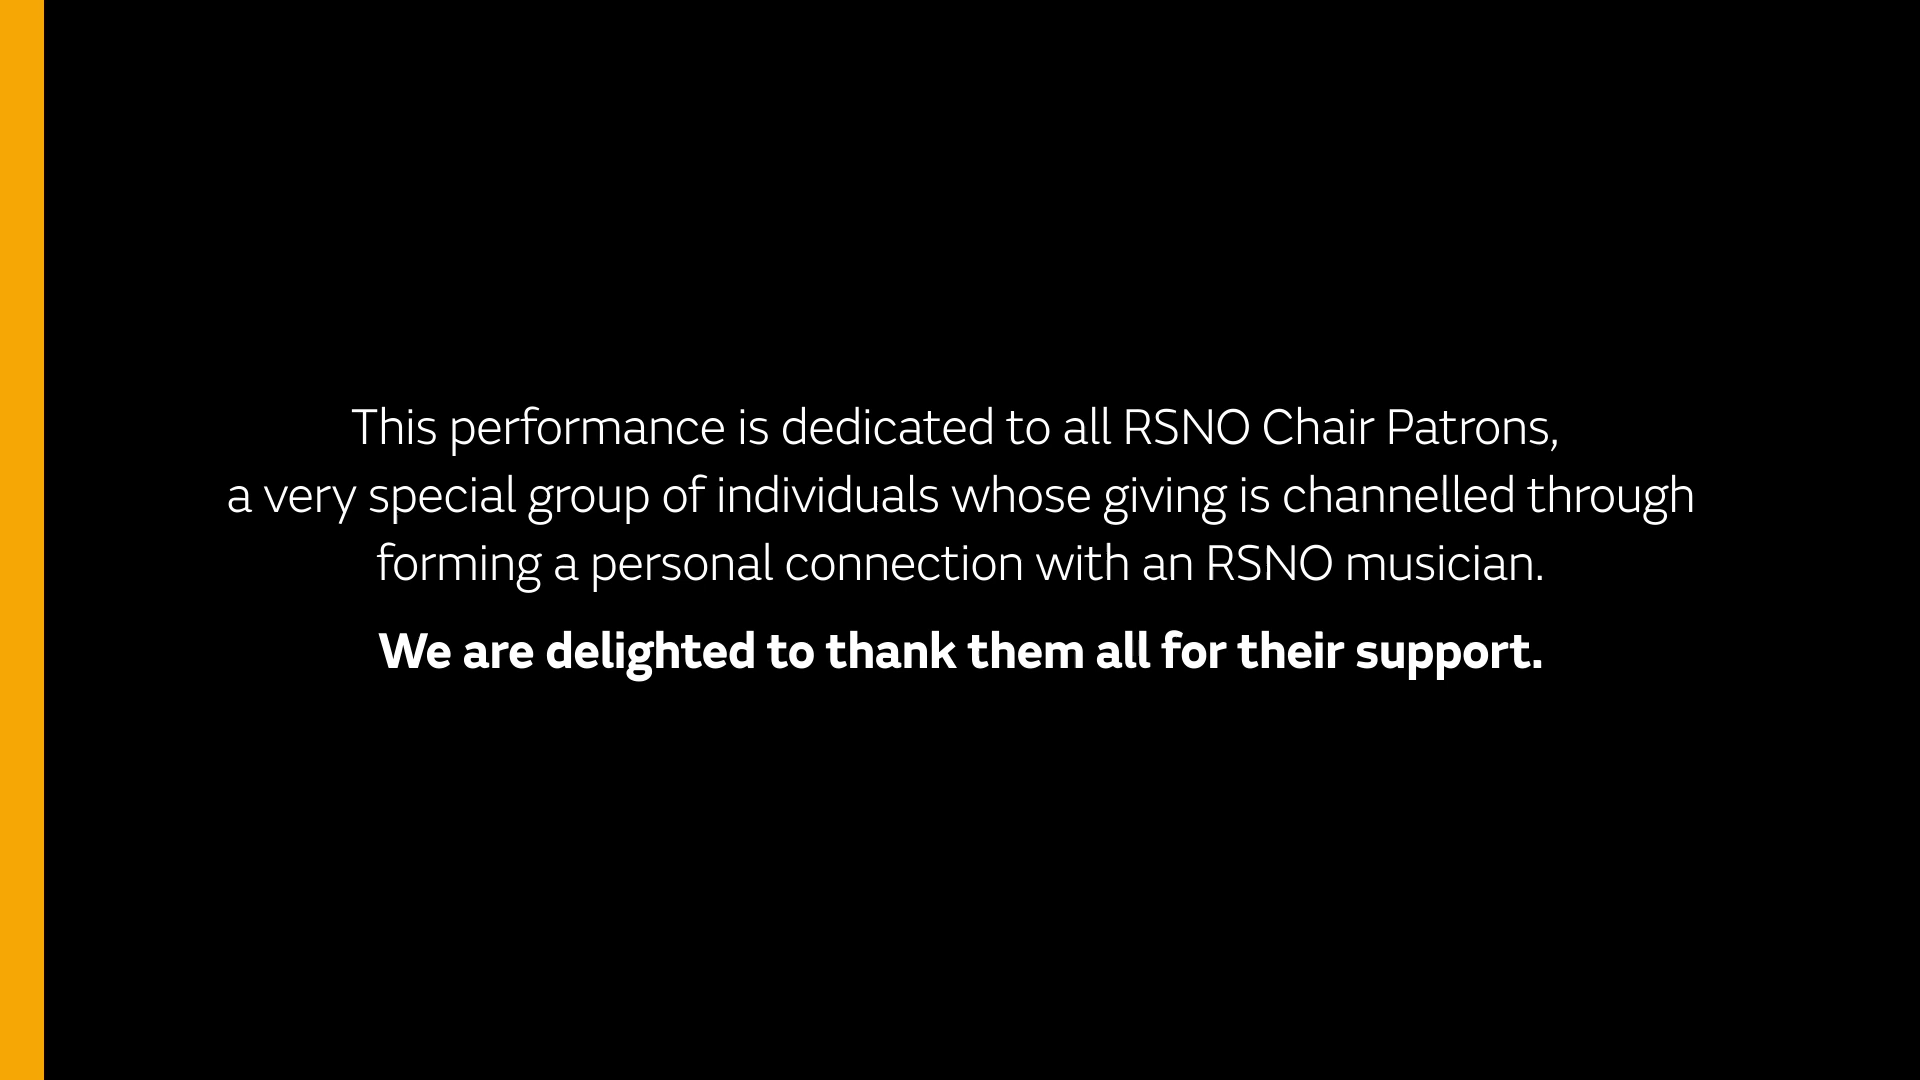 This performance is dedicated to all RSNO Chair Patrons,
a very special group of individuals whose giving is channelled through
forming a personal connection with an RSNO musician.
We are delighted to thank them all for their support.